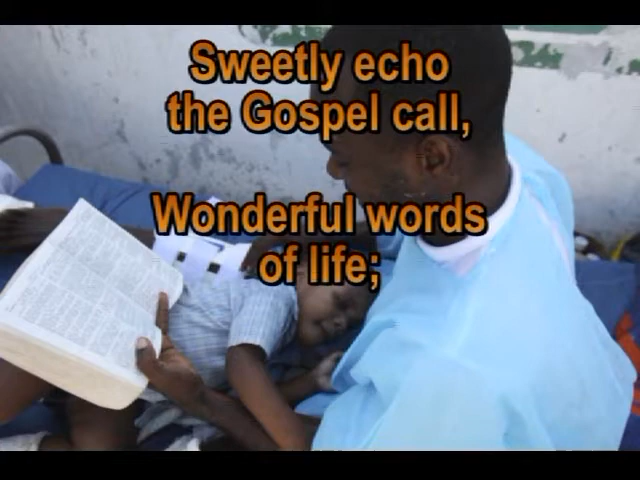 Sweetly echo
the Gospel call,
Wonderful words
of life;